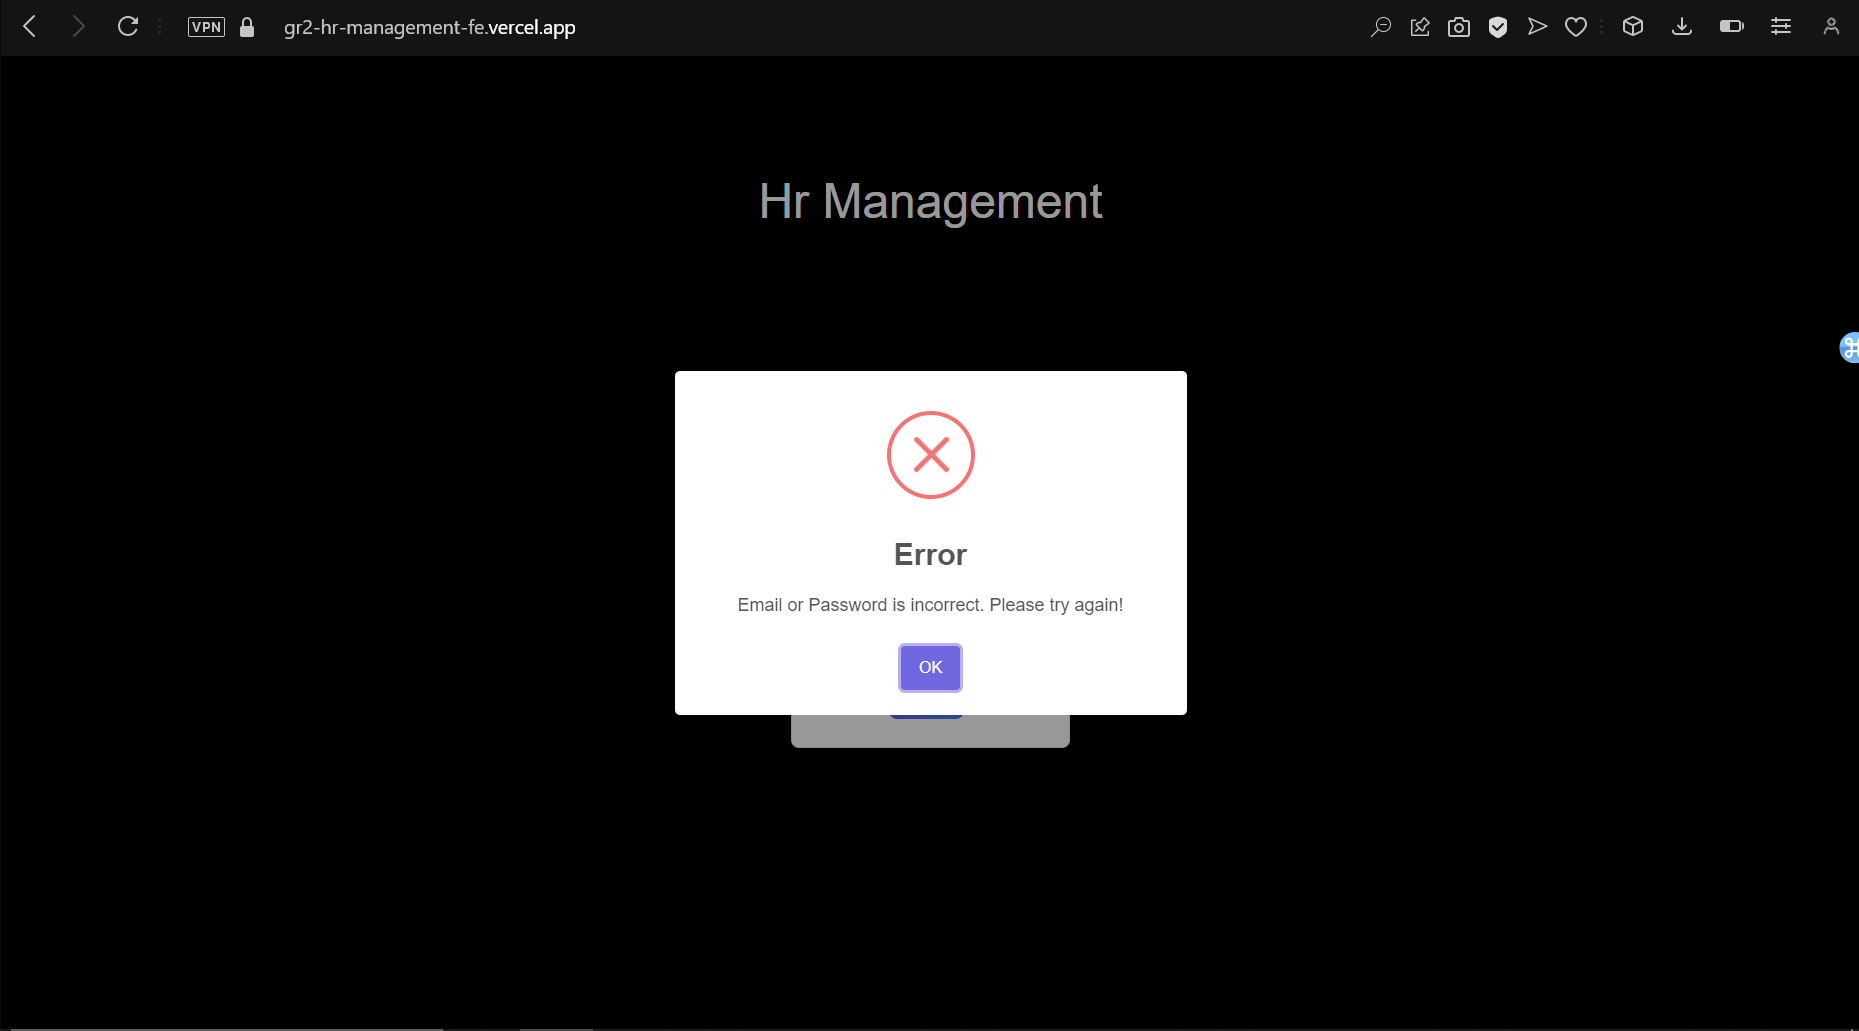 VPN
gr2-hr-management-fe.vercel.app
Hr Management
Error
Email or Password is incorrect. Please try again!
OK